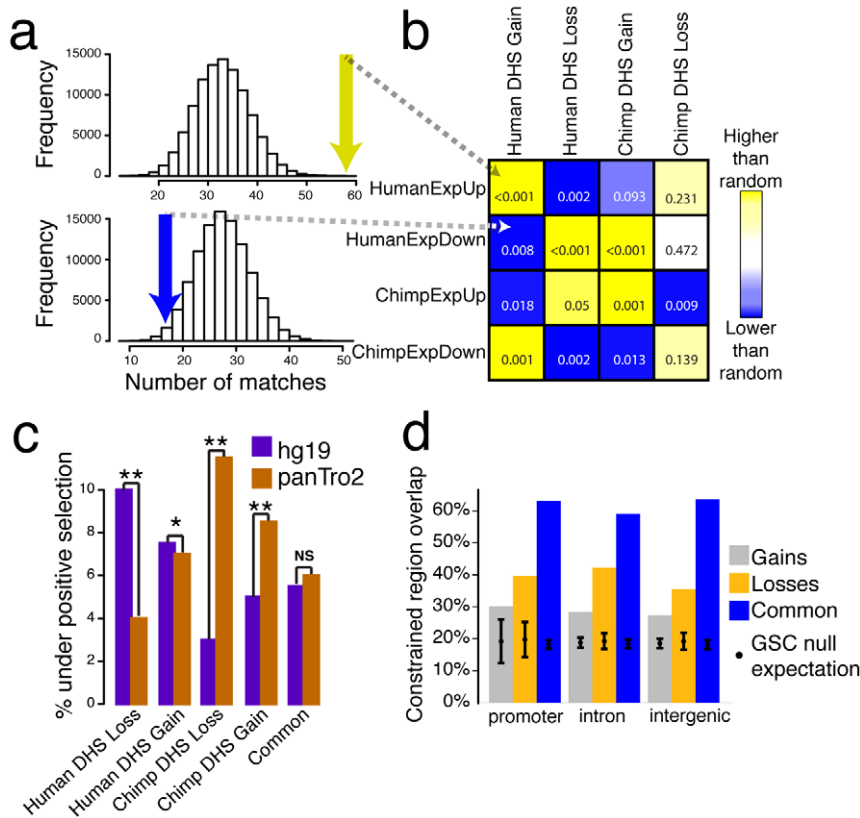 a
Frequency
15000
10000
5000
0
20 30 40 50 60
Frequency
15000
10000
5000
0
10 20 30 40 50
Number of matches
b
Human DHS Gain
Human DHS Loss
Chimp DHS Gain
Chimp DHS Loss
HumanExpUp <0.001 0.002 0.093 0.231
HumanExpDown 0.008 <0.001 <0.001 0.472
ChimpExpUp 0.018 0.05 0.001 0.009
ChimpExpDown 0.001 0.002 0.013 0.139
Higher
than
random
Lower
than
random
c
% under positive selection
10
8
6
4
2
0
** * ** ** NS
hg19
panTro2
Human DHS Loss
Human DHS Gain
Chimp DHS Loss
Chimp DHS Gain
Common
d
Constrained region overlap
60%
50%
40%
30%
20%
10%
0%
promoter intron intergenic
Gains
Losses
Common
GSC null
expectation